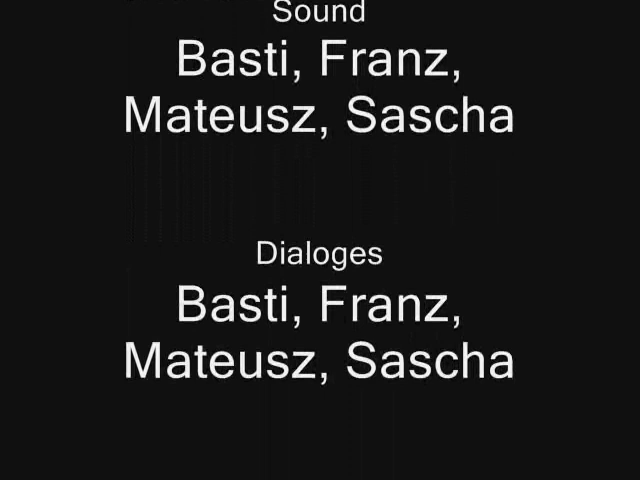 Sound
Basti, Franz,
Mateusz, Sascha
Dialoges
Basti, Franz,
Mateusz, Sascha